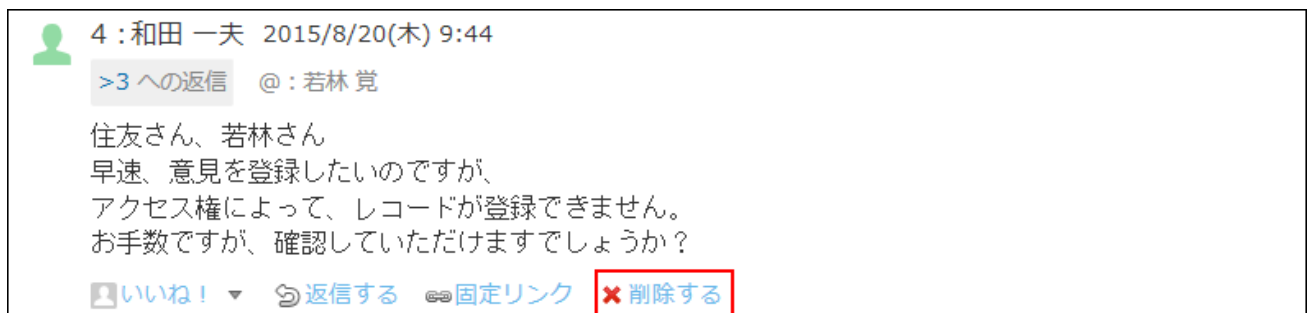 4：和田 一夫 2015/8/20(木) 9:44
>3 への返信 @：若林 覚
住友さん、若林さん
早速、意見を登録したいのですが、
アクセス権によって、レコードが登録できません。
お手数ですが、確認していただけますでしょうか？
いいね！ ▼ 返信する 固定リンク 削除する